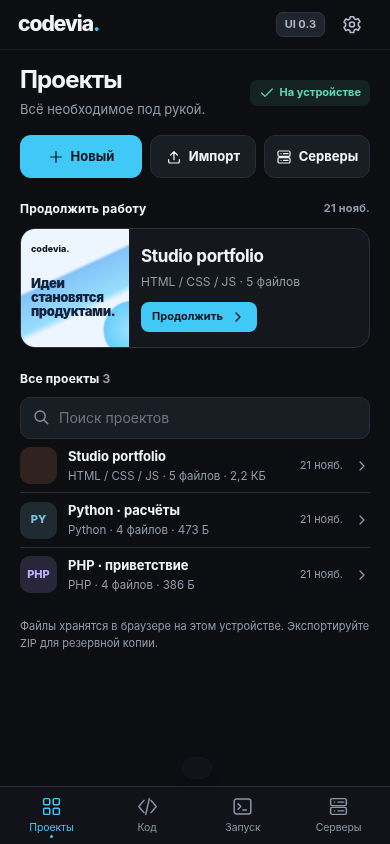 codevia.
UI 0.3
Проекты
Всё необходимое под рукой.
На устройстве
Новый
Импорт
Серверы
Продолжить работу
21 нояб.
codevia.
Идеи
становятся
продуктами.
Studio portfolio
HTML / CSS / JS · 5 файлов
Продолжить
Все проекты 3
Поиск проектов
Studio portfolio
HTML / CSS / JS · 5 файлов · 2,2 КБ
21 нояб.
PY
Python · расчёты
Python · 4 файлов · 473 Б
21 нояб.
PHP
PHP · приветствие
PHP · 4 файлов · 386 Б
21 нояб.
Файлы хранятся в браузере на этом устройстве. Экспортируйте
ZIP для резервной копии.
Проекты
Код
Запуск
Серверы